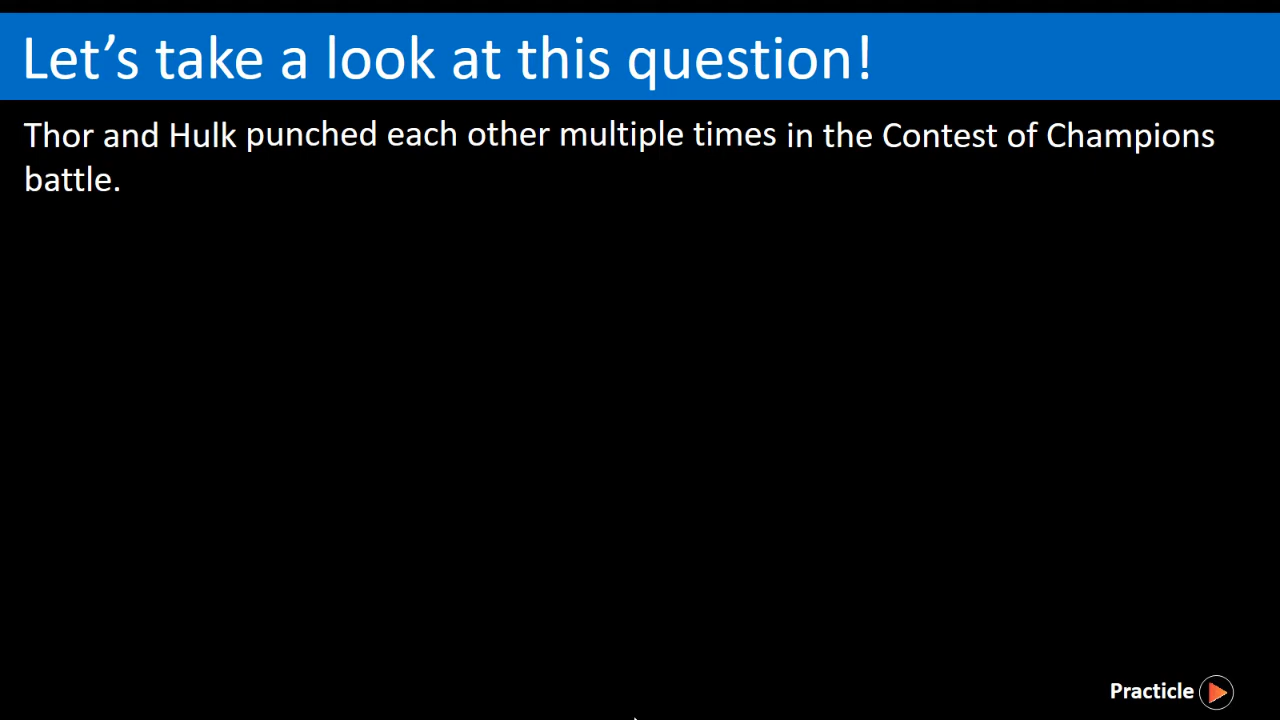 Let’s take a look at this question!
Thor and Hulk punched each other multiple times in the Contest of Champions
battle.
Practicle